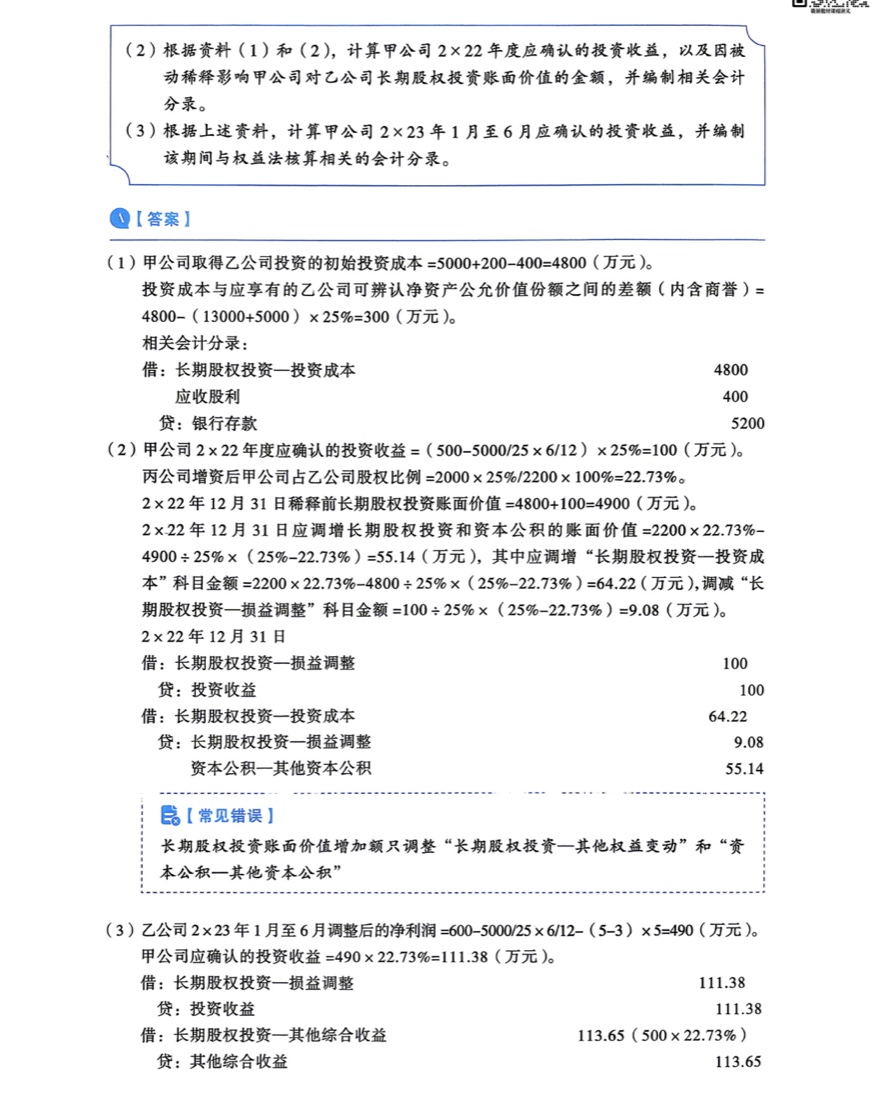 （2）根据资料（1）和（2），计算甲公司 2×22 年度应确认的投资收益，以及因被
动稀释影响甲公司对乙公司长期股权投资账面价值的金额，并编制相关会计
分录。
（3）根据上述资料，计算甲公司 2×23 年 1 月至 6 月应确认的投资收益，并编制
该期间与权益法核算相关的会计分录。
【答案】
（1）甲公司取得乙公司投资的初始投资成本 =5000+200-400=4800（万元）。
投资成本与应享有的乙公司可辨认净资产公允价值份额之间的差额（内含商誉）=
4800-（13000+5000）×25%=300（万元）。
相关会计分录：
借：长期股权投资—投资成本 4800
应收股利 400
贷：银行存款 5200
（2）甲公司 2×22 年度应确认的投资收益 =（500-5000/25×6/12）×25%=100（万元）。
丙公司增资后甲公司占乙公司股权比例 =2000×25%/2200×100%=22.73%。
2×22 年 12 月 31 日稀释前长期股权投资账面价值 =4800+100=4900（万元）。
2×22 年 12 月 31 日应调增长期股权投资和资本公积的账面价值 =2200×22.73%-
4900÷25%×（25%-22.73%）=55.14（万元），其中应调增“长期股权投资—投资成
本”科目金额 =2200×22.73%-4800÷25%×（25%-22.73%）=64.22（万元），调减“长
期股权投资—损益调整”科目金额 =100÷25%×（25%-22.73%）=9.08（万元）。
2×22 年 12 月 31 日
借：长期股权投资—损益调整 100
贷：投资收益 100
借：长期股权投资—投资成本 64.22
贷：长期股权投资—损益调整 9.08
资本公积—其他资本公积 55.14
【常见错误】
长期股权投资账面价值增加额只调整“长期股权投资—其他权益变动”和“资
本公积—其他资本公积”
（3）乙公司 2×23 年 1 月至 6 月调整后的净利润 =600-5000/25×6/12-（5-3）×5=490（万元）。
甲公司应确认的投资收益 =490×22.73%=111.38（万元）。
借：长期股权投资—损益调整 111.38
贷：投资收益 111.38
借：长期股权投资—其他综合收益 113.65（500×22.73%）
贷：其他综合收益 113.65